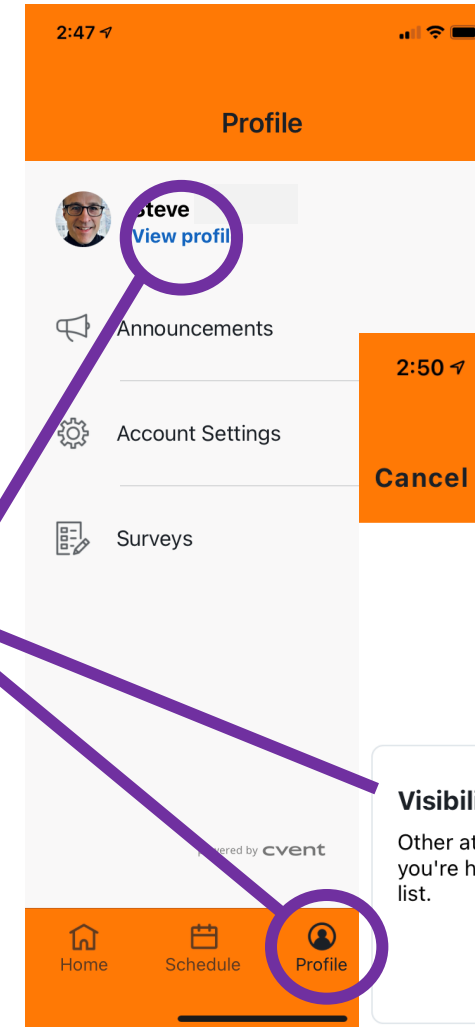 2:47
Profile
Steve
View profil
Announcements
Account Settings
Surveys
powered by cvent
Home
Schedule
Profile
2:50
Cancel
Visibili
Other at
you're h
list.